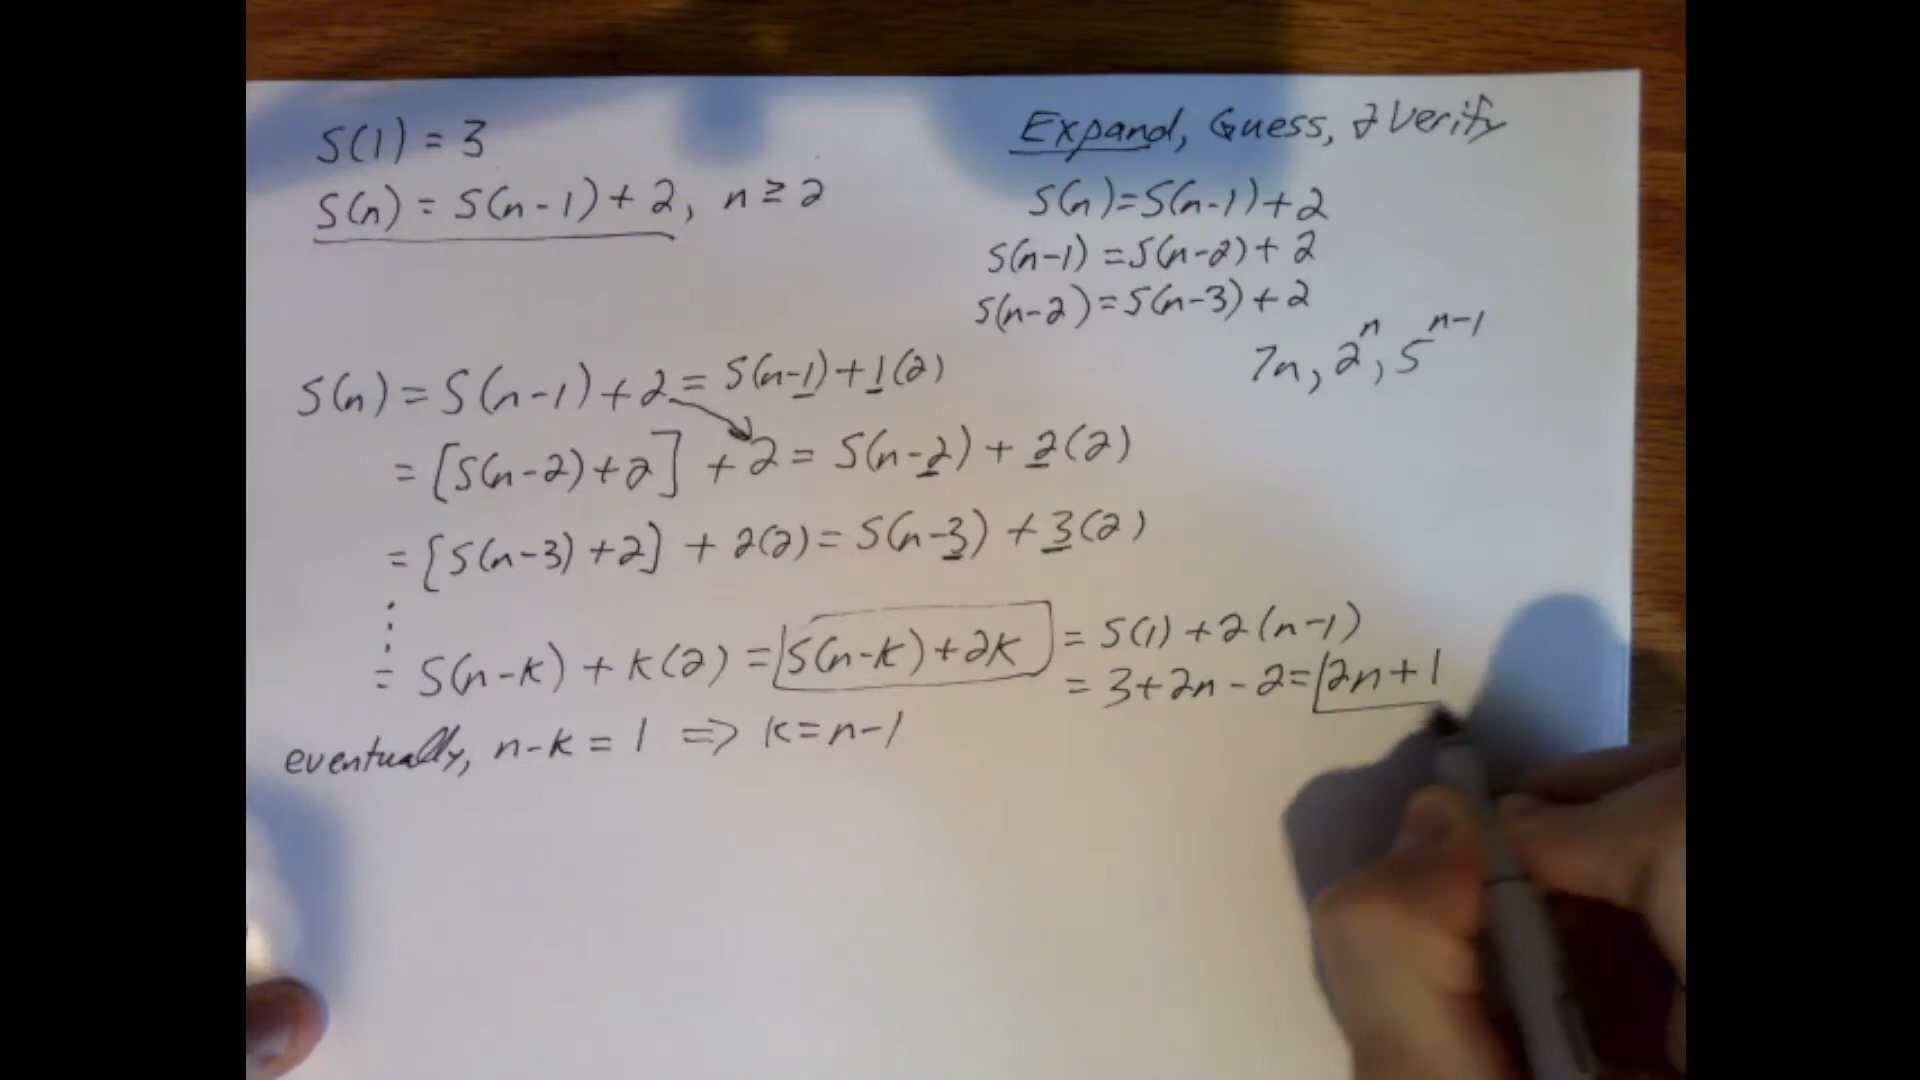 S(1) = 3
S(n) = S(n-1)+2, n ≥ 2
Expand, Guess, & Verify
S(n)=S(n-1)+2
S(n-1)=S(n-2)+2
S(n-2)=S(n-3)+2
7n, 2^n, 5^{n-1}
S(n) = S(n-1)+2 = S(n-1)+1(2)
= [S(n-2)+2] + 2 = S(n-2) + 2(2)
= [S(n-3)+2] + 2(2) = S(n-3) + 3(2)
⋮
= S(n-k) + k(2) = S(n-k)+2k = S(1)+2(n-1)
= 3+2n-2 = 2n+1
eventually, n-k = 1 ⇒ k=n-1